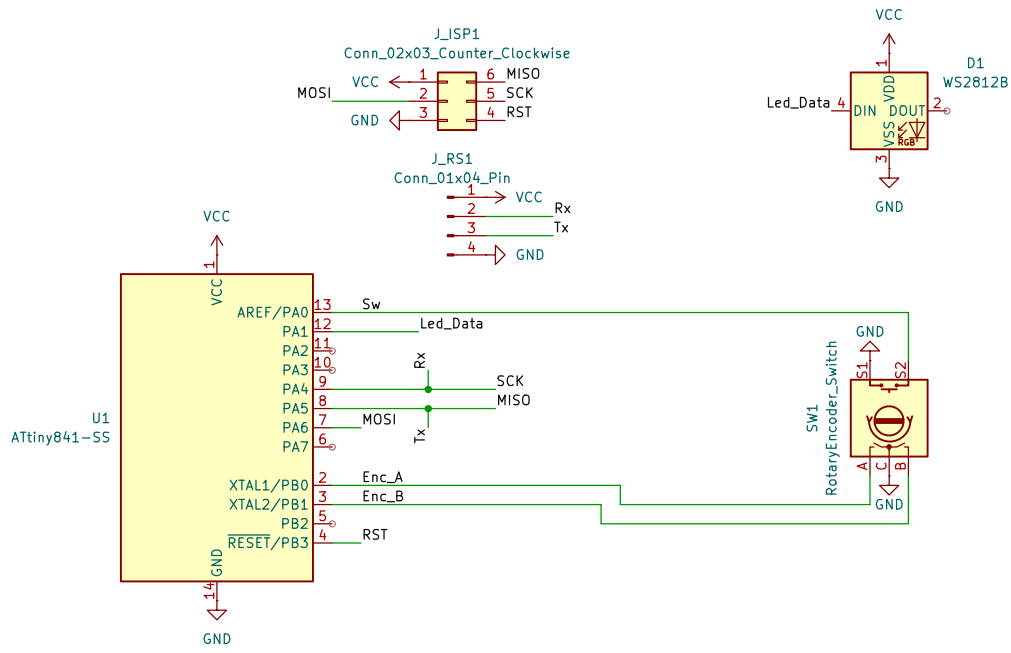 J_ISP1
Conn_02x03_Counter_Clockwise
VCC 1 6 MISO
MOSI 2 5 SCK
GND 3 4 RST
VCC
D1
WS2812B
1
VDD
Led_Data 4 DIN DOUT 2
VSS
RGB
3
GND
J_RS1
Conn_01x04_Pin
1 VCC
2 Rx
3 Tx
4 GND
VCC
1
VCC
AREF/PA0 13 Sw
PA1 12 Led_Data
PA2 11
PA3 10
Rx
PA4 9 SCK
PA5 8 MISO
Tx
PA6 7 MOSI
PA7 6
U1
ATtiny841-SS
XTAL1/PB0 2 Enc_A
XTAL2/PB1 3 Enc_B
PB2 5
RESET/PB3 4 RST
GND
14
GND
GND
S1 S2
SW1
RotaryEncoder_Switch
A C B
GND